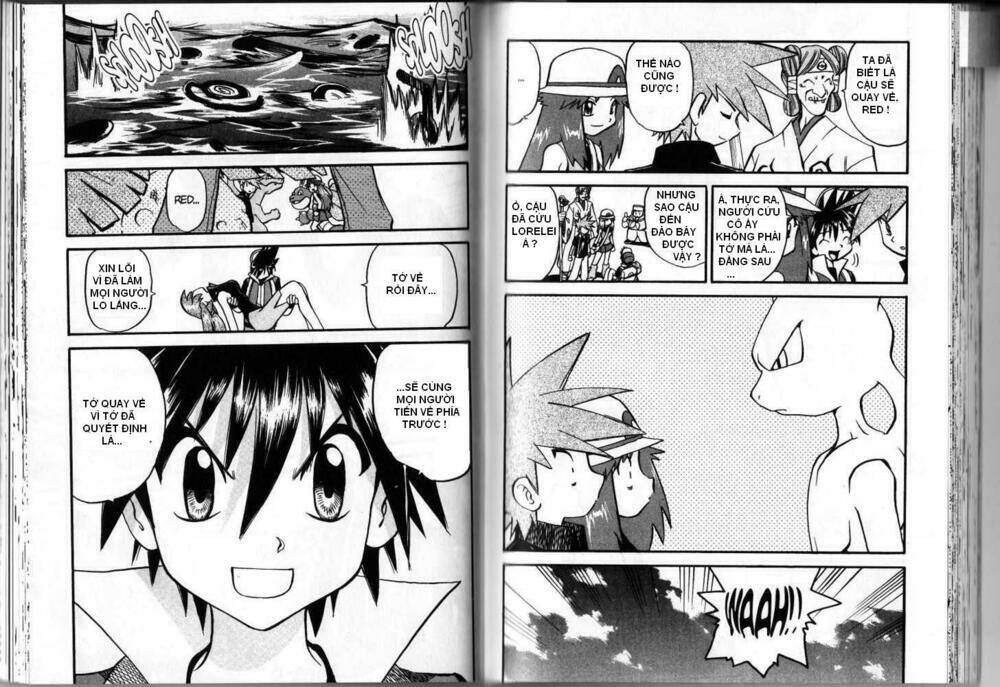 SPLOOSH
SPLOOSH
RED...
XIN LỖI
VÌ ĐÃ LÀM
MỌI NGƯỜI
LO LẮNG...
TỚ VỀ
RỒI ĐÂY...
TỚ QUAY VỀ
VÌ TỚ ĐÃ
QUYẾT ĐỊNH
LÀ...
...SẼ CÙNG
MỌI NGƯỜI
TIẾN VỀ PHÍA
TRƯỚC !
...
THẾ NÀO
CŨNG
ĐƯỢC !
TA ĐÃ
BIẾT LÀ
CẬU SẼ
QUAY VỀ,
RED !
Ồ, CẬU
ĐÃ CỨU
LORELEI
À ?
NHƯNG
SAO CẬU
ĐẾN
ĐẢO BẢY
ĐƯỢC
VẬY ?
À, THỰC RA,
NGƯỜI CỨU
CÔ ẤY
KHÔNG PHẢI
TỚ MÀ LÀ...
ĐẰNG SAU
...
WAAH!!